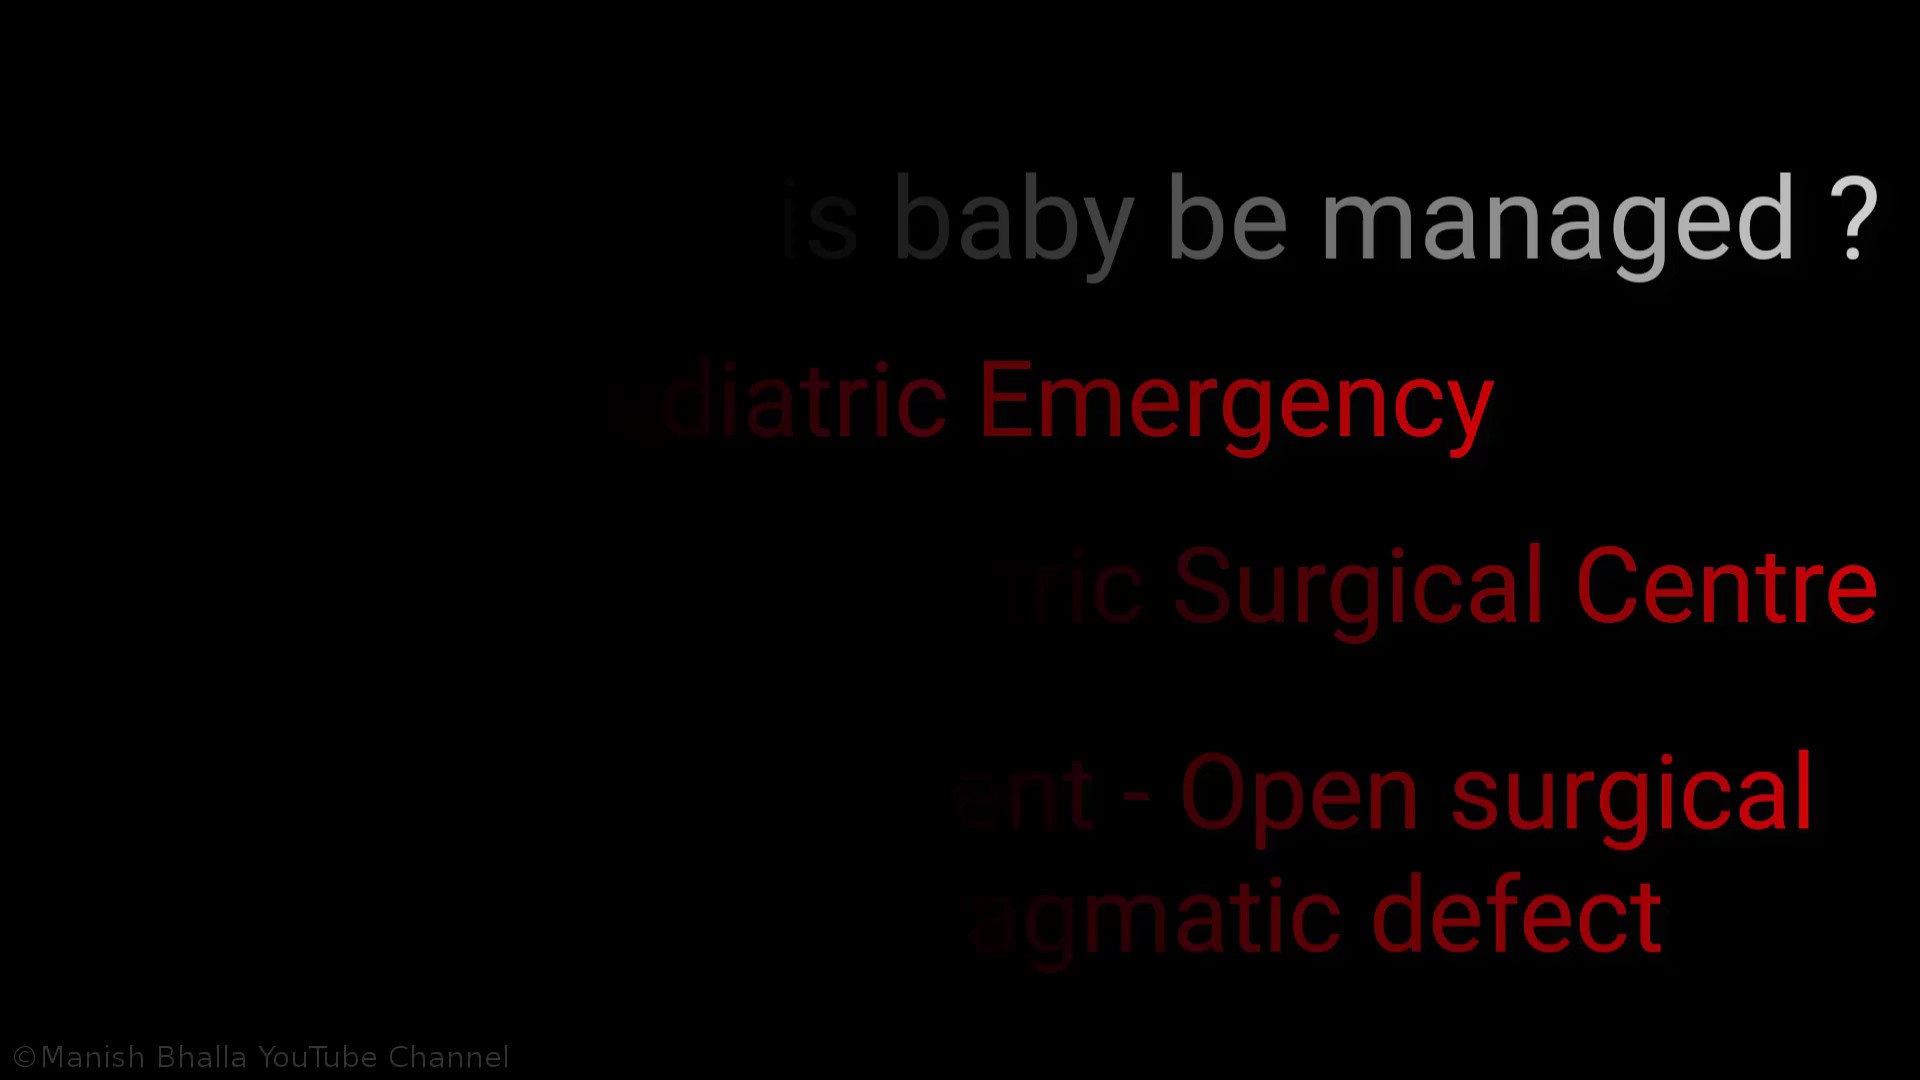 is baby be managed ?
diatric Emergency
ric Surgical Centre
ent - Open surgical
agmatic defect
©Manish Bhalla YouTube Channel